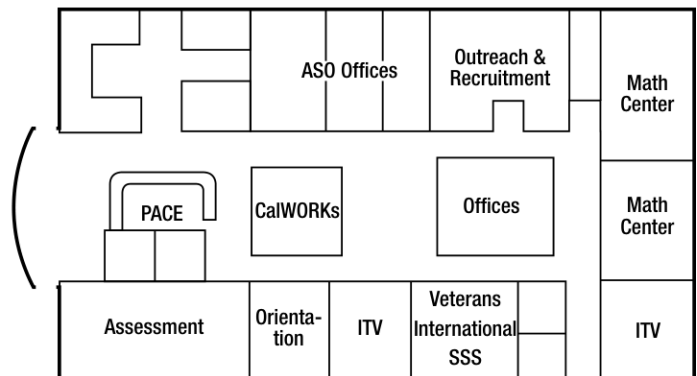 ASO Offices
Outreach &
Recruitment
Math
Center
PACE
CalWORKs
Offices
Math
Center
Assessment
Orienta-
tion
ITV
Veterans
International
SSS
ITV